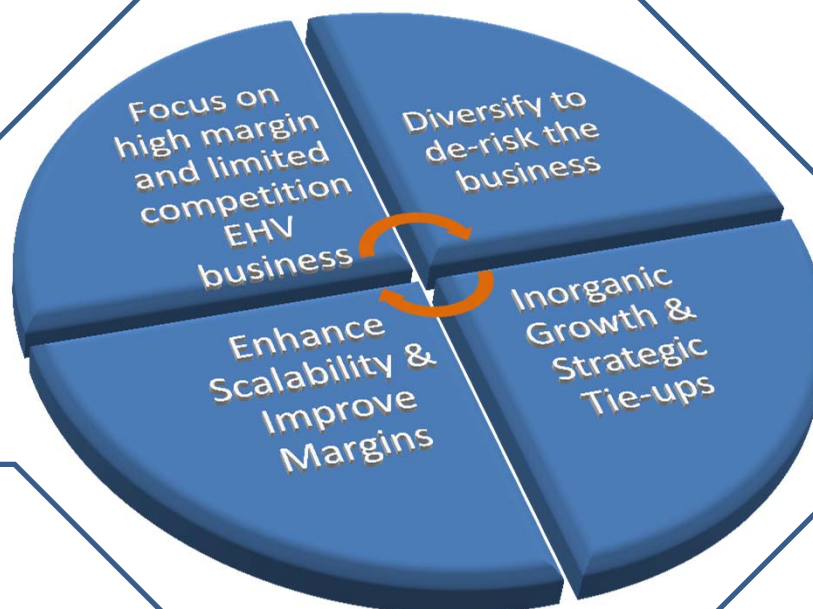 Focus on
high margin
and limited
competition
EHV
business
Diversify to
de-risk the
business
Enhance
Scalability &
Improve
Margins
Inorganic
Growth &
Strategic
Tie-ups